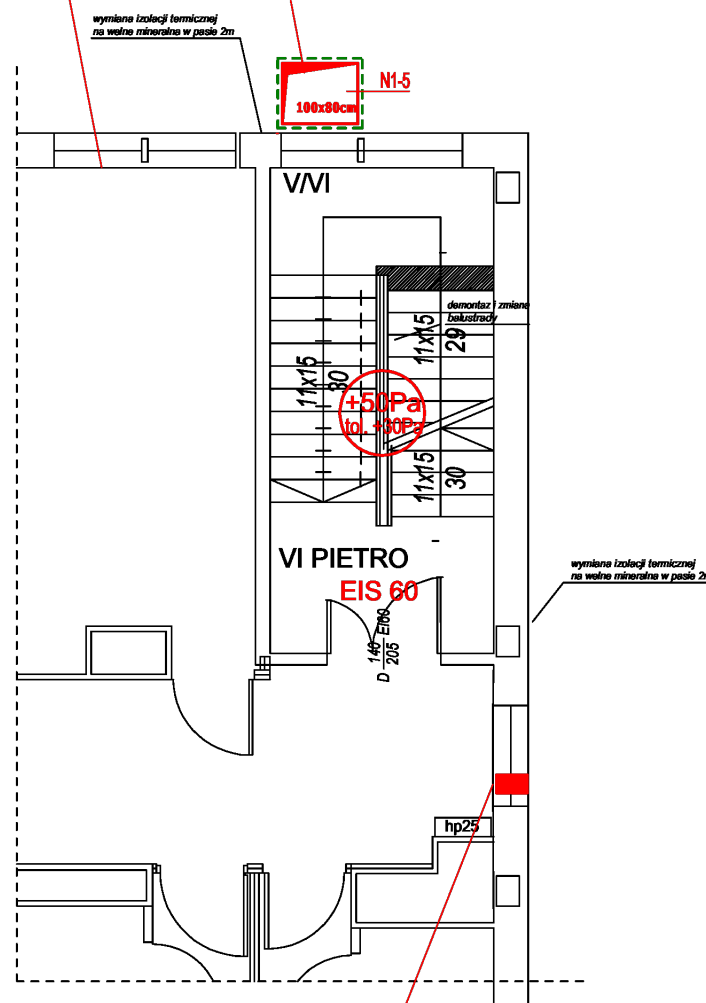 wymiana izolacji termicznej
na wełne mineralna w pasie 2m
N1-5
100x80cm
V/VI
demontaz i zmiana
balustrady
11x15
29
11x15
30
+50Pa
tol. +30Pa
11x15
30
VI PIETRO
EIS 60
wymiana izolacji termicznej
na wełne mineralna w pasie 2m
D 140 EI60
205
hp25